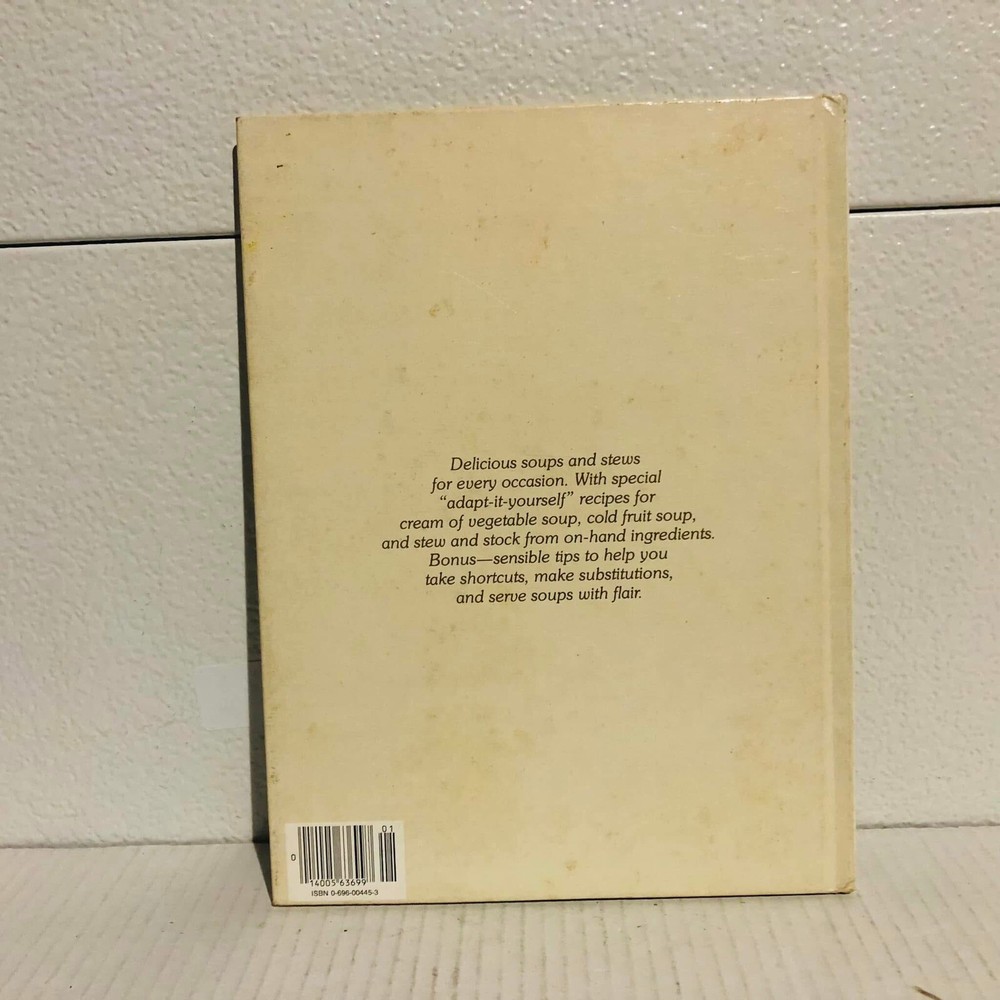 Delicious soups and stews
for every occasion. With special
“adapt-it-yourself” recipes for
cream of vegetable soup, cold fruit soup,
and stew and stock from on-hand ingredients.
Bonus—sensible tips to help you
take shortcuts, make substitutions,
and serve soups with flair.
01
0
14005 63699
ISBN 0-696-00445-3